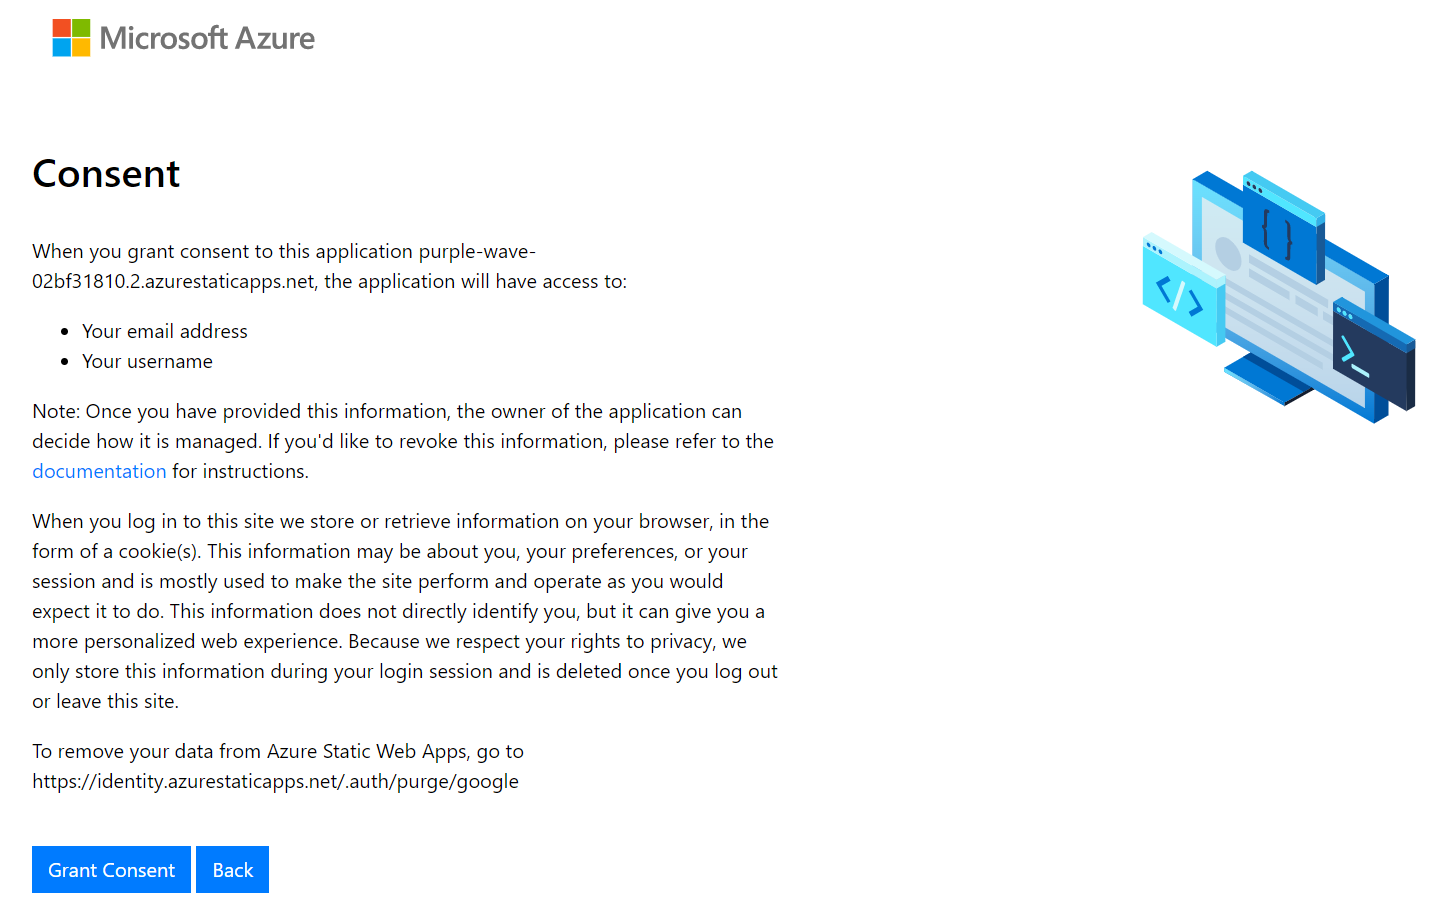 Microsoft Azure
Consent
When you grant consent to this application purple-wave-
02bf31810.2.azurestaticapps.net, the application will have access to:
• Your email address
• Your username
Note: Once you have provided this information, the owner of the application can
decide how it is managed. If you'd like to revoke this information, please refer to the
documentation for instructions.
When you log in to this site we store or retrieve information on your browser, in the
form of a cookie(s). This information may be about you, your preferences, or your
session and is mostly used to make the site perform and operate as you would
expect it to do. This information does not directly identify you, but it can give you a
more personalized web experience. Because we respect your rights to privacy, we
only store this information during your login session and is deleted once you log out
or leave this site.
To remove your data from Azure Static Web Apps, go to
https://identity.azurestaticapps.net/.auth/purge/google
Grant Consent Back